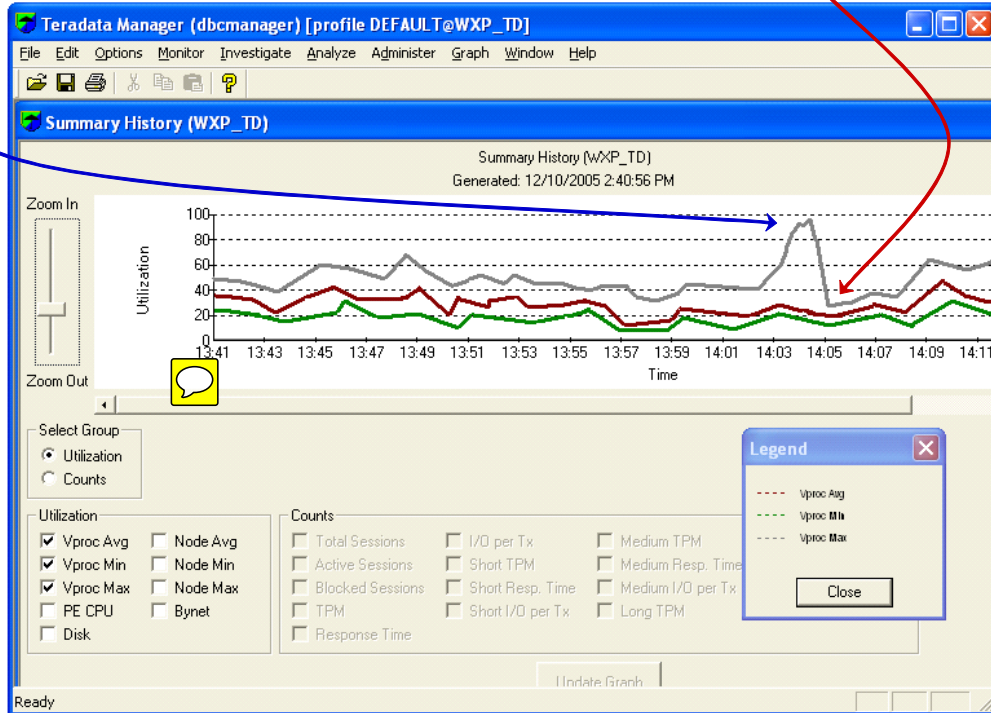 Teradata Manager (dbcmanager) [profile DEFAULT@WXP_TD]
File Edit Options Monitor Investigate Analyze Administer Graph Window Help
Summary History (WXP_TD)
Summary History (WXP_TD)
Generated: 12/10/2005 2:40:56 PM
Zoom In
Zoom Out
Utilization
100
80
60
40
20
0
13:41 13:43 13:45 13:47 13:49 13:51 13:53 13:55 13:57 13:59 14:01 14:03 14:05 14:07 14:09 14:11
Time
Select Group
Utilization
Counts
Legend
Vproc Avg
Vproc Min
Vproc Max
Close
Utilization
Vproc Avg Node Avg
Vproc Min Node Min
Vproc Max Node Max
PE CPU Bynet
Disk
Counts
Total Sessions I/O per Tx Medium TPM
Active Sessions Short TPM Medium Resp. Time
Blocked Sessions Short Resp. Time Medium I/O per Tx
TPM Short I/O per Tx Long TPM
Response Time
Update Graph
Ready